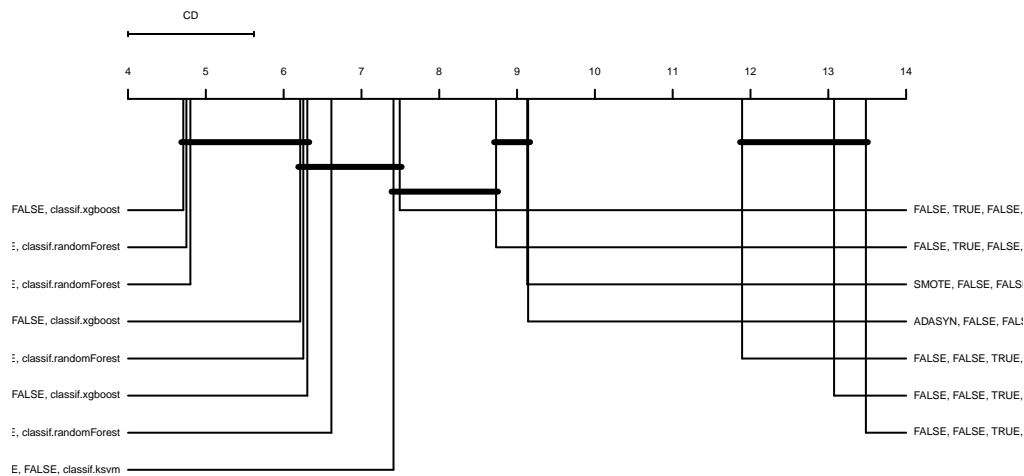 CD
4 5 6 7 8 9 10 11 12 13 14
FALSE, classif.xgboost
E, classif.randomForest
E, classif.randomForest
FALSE, classif.xgboost
E, classif.randomForest
FALSE, classif.xgboost
E, classif.randomForest
E, FALSE, classif.ksvm
FALSE, TRUE, FALSE,
FALSE, TRUE, FALSE,
SMOTE, FALSE, FALSE
ADASYN, FALSE, FALS
FALSE, FALSE, TRUE,
FALSE, FALSE, TRUE,
FALSE, FALSE, TRUE,